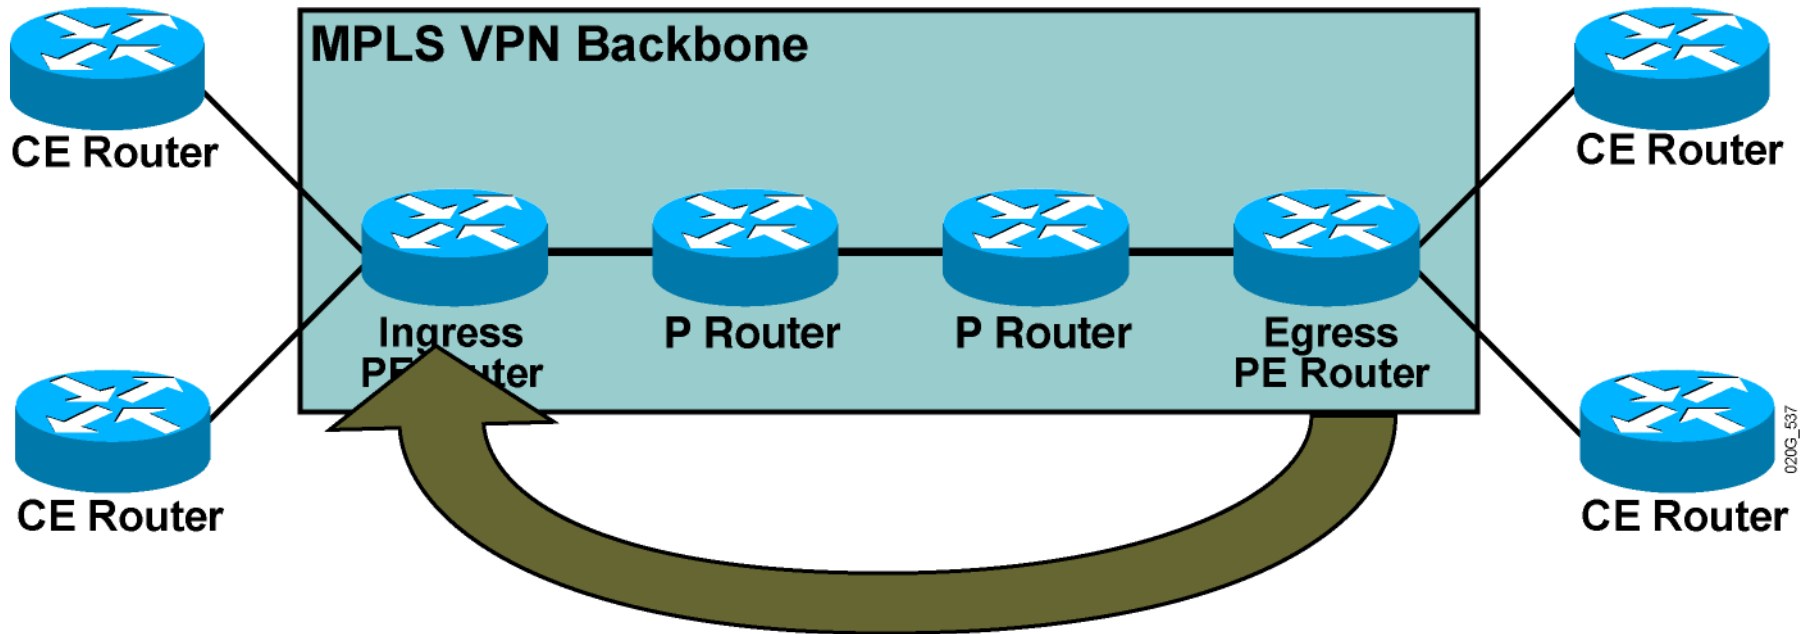 MPLS VPN Backbone
CE Router
CE Router
Ingress
P Router
P Router
Egress
PE Router
CE Router
CE Router
020G_537